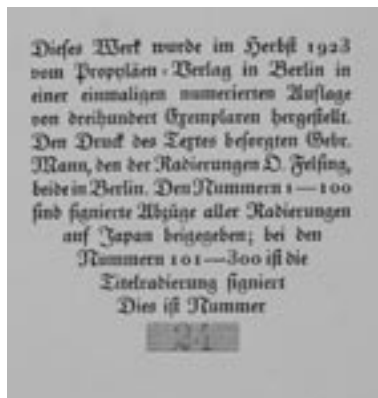 Dieses Werk wurde im Herbst 1923
vom Propyläen-Verlag in Berlin in
einer einmaligen numerierten Auflage
von dreihundert Exemplaren hergestellt.
Den Druck des Textes besorgten Gebr.
Mann, den der Radierungen O. Felsing,
beide in Berlin. Den Nummern 1—100
sind signierte Abzüge aller Radierungen
auf Japan beigegeben; bei den
Nummern 101—300 ist die
Titelradierung signiert
Dies ist Nummer
24